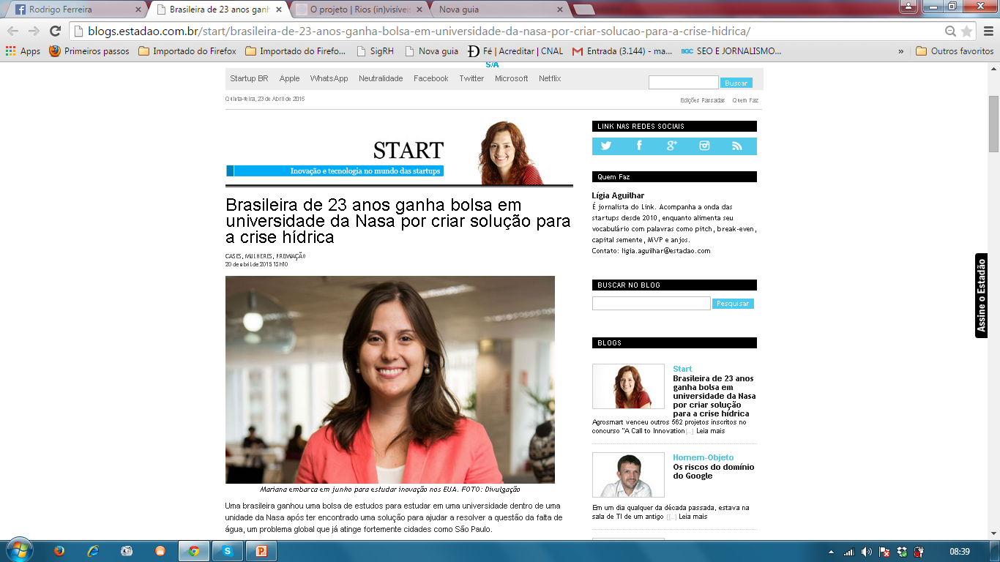 Rodrigo Ferreira
Brasileira de 23 anos ganh
O projeto | Rios (in)visíveis
Nova guia
blogs.estadao.com.br/start/brasileira-de-23-anos-ganha-bolsa-em-universidade-da-nasa-por-criar-solucao-para-a-crise-hidrica/
Apps
Primeiros passos
Importado do Firefox
Importado do Firefo...
SigRH
Nova guia
Fé | Acreditar | CNAL
Entrada (3.144) - ma...
BGC SEO E JORNALISMO...
»
Outros favoritos
S/A
Startup BR Apple WhatsApp Neutralidade Facebook Twitter Microsoft Netflix
Buscar
Quinta-feira, 23 de Abril de 2015
Edições Passadas Quem Faz
START
Inovação e tecnologia no mundo das startups
Brasileira de 23 anos ganha bolsa em
universidade da Nasa por criar solução para
a crise hídrica
CASES, MULHERES, PREMIAÇÃO
20 de abril de 2015 18h10
Mariana embarca em junho para estudar inovação nos EUA. FOTO: Divulgação
Uma brasileira ganhou uma bolsa de estudos para estudar em uma universidade dentro de uma
unidade da Nasa após ter encontrado uma solução para ajudar a resolver a questão da falta de
água, um problema global que já atinge fortemente cidades como São Paulo.
LINK NAS REDES SOCIAIS
Quem Faz
Lígia Aguilhar
É jornalista do Link. Acompanha a onda das
startups desde 2010, enquanto alimenta seu
vocabulário com palavras como pitch, break-even,
capital semente, MVP e anjos.
Contato: ligia.aguilhar@estadao.com
BUSCAR NO BLOG
Pesquisar
BLOGS
Start
Brasileira de 23 anos
ganha bolsa em
universidade da Nasa
por criar solução
para a crise hídrica
Agrosmart venceu outros 562 projetos inscritos no
concurso "A Call to Innovation [...] Leia mais
Homem-Objeto
Os riscos do domínio
do Google
Em um dia qualquer da década passada, estava na
sala de TI de um antigo [[...] Leia mais
Assine o Estadão
08:39